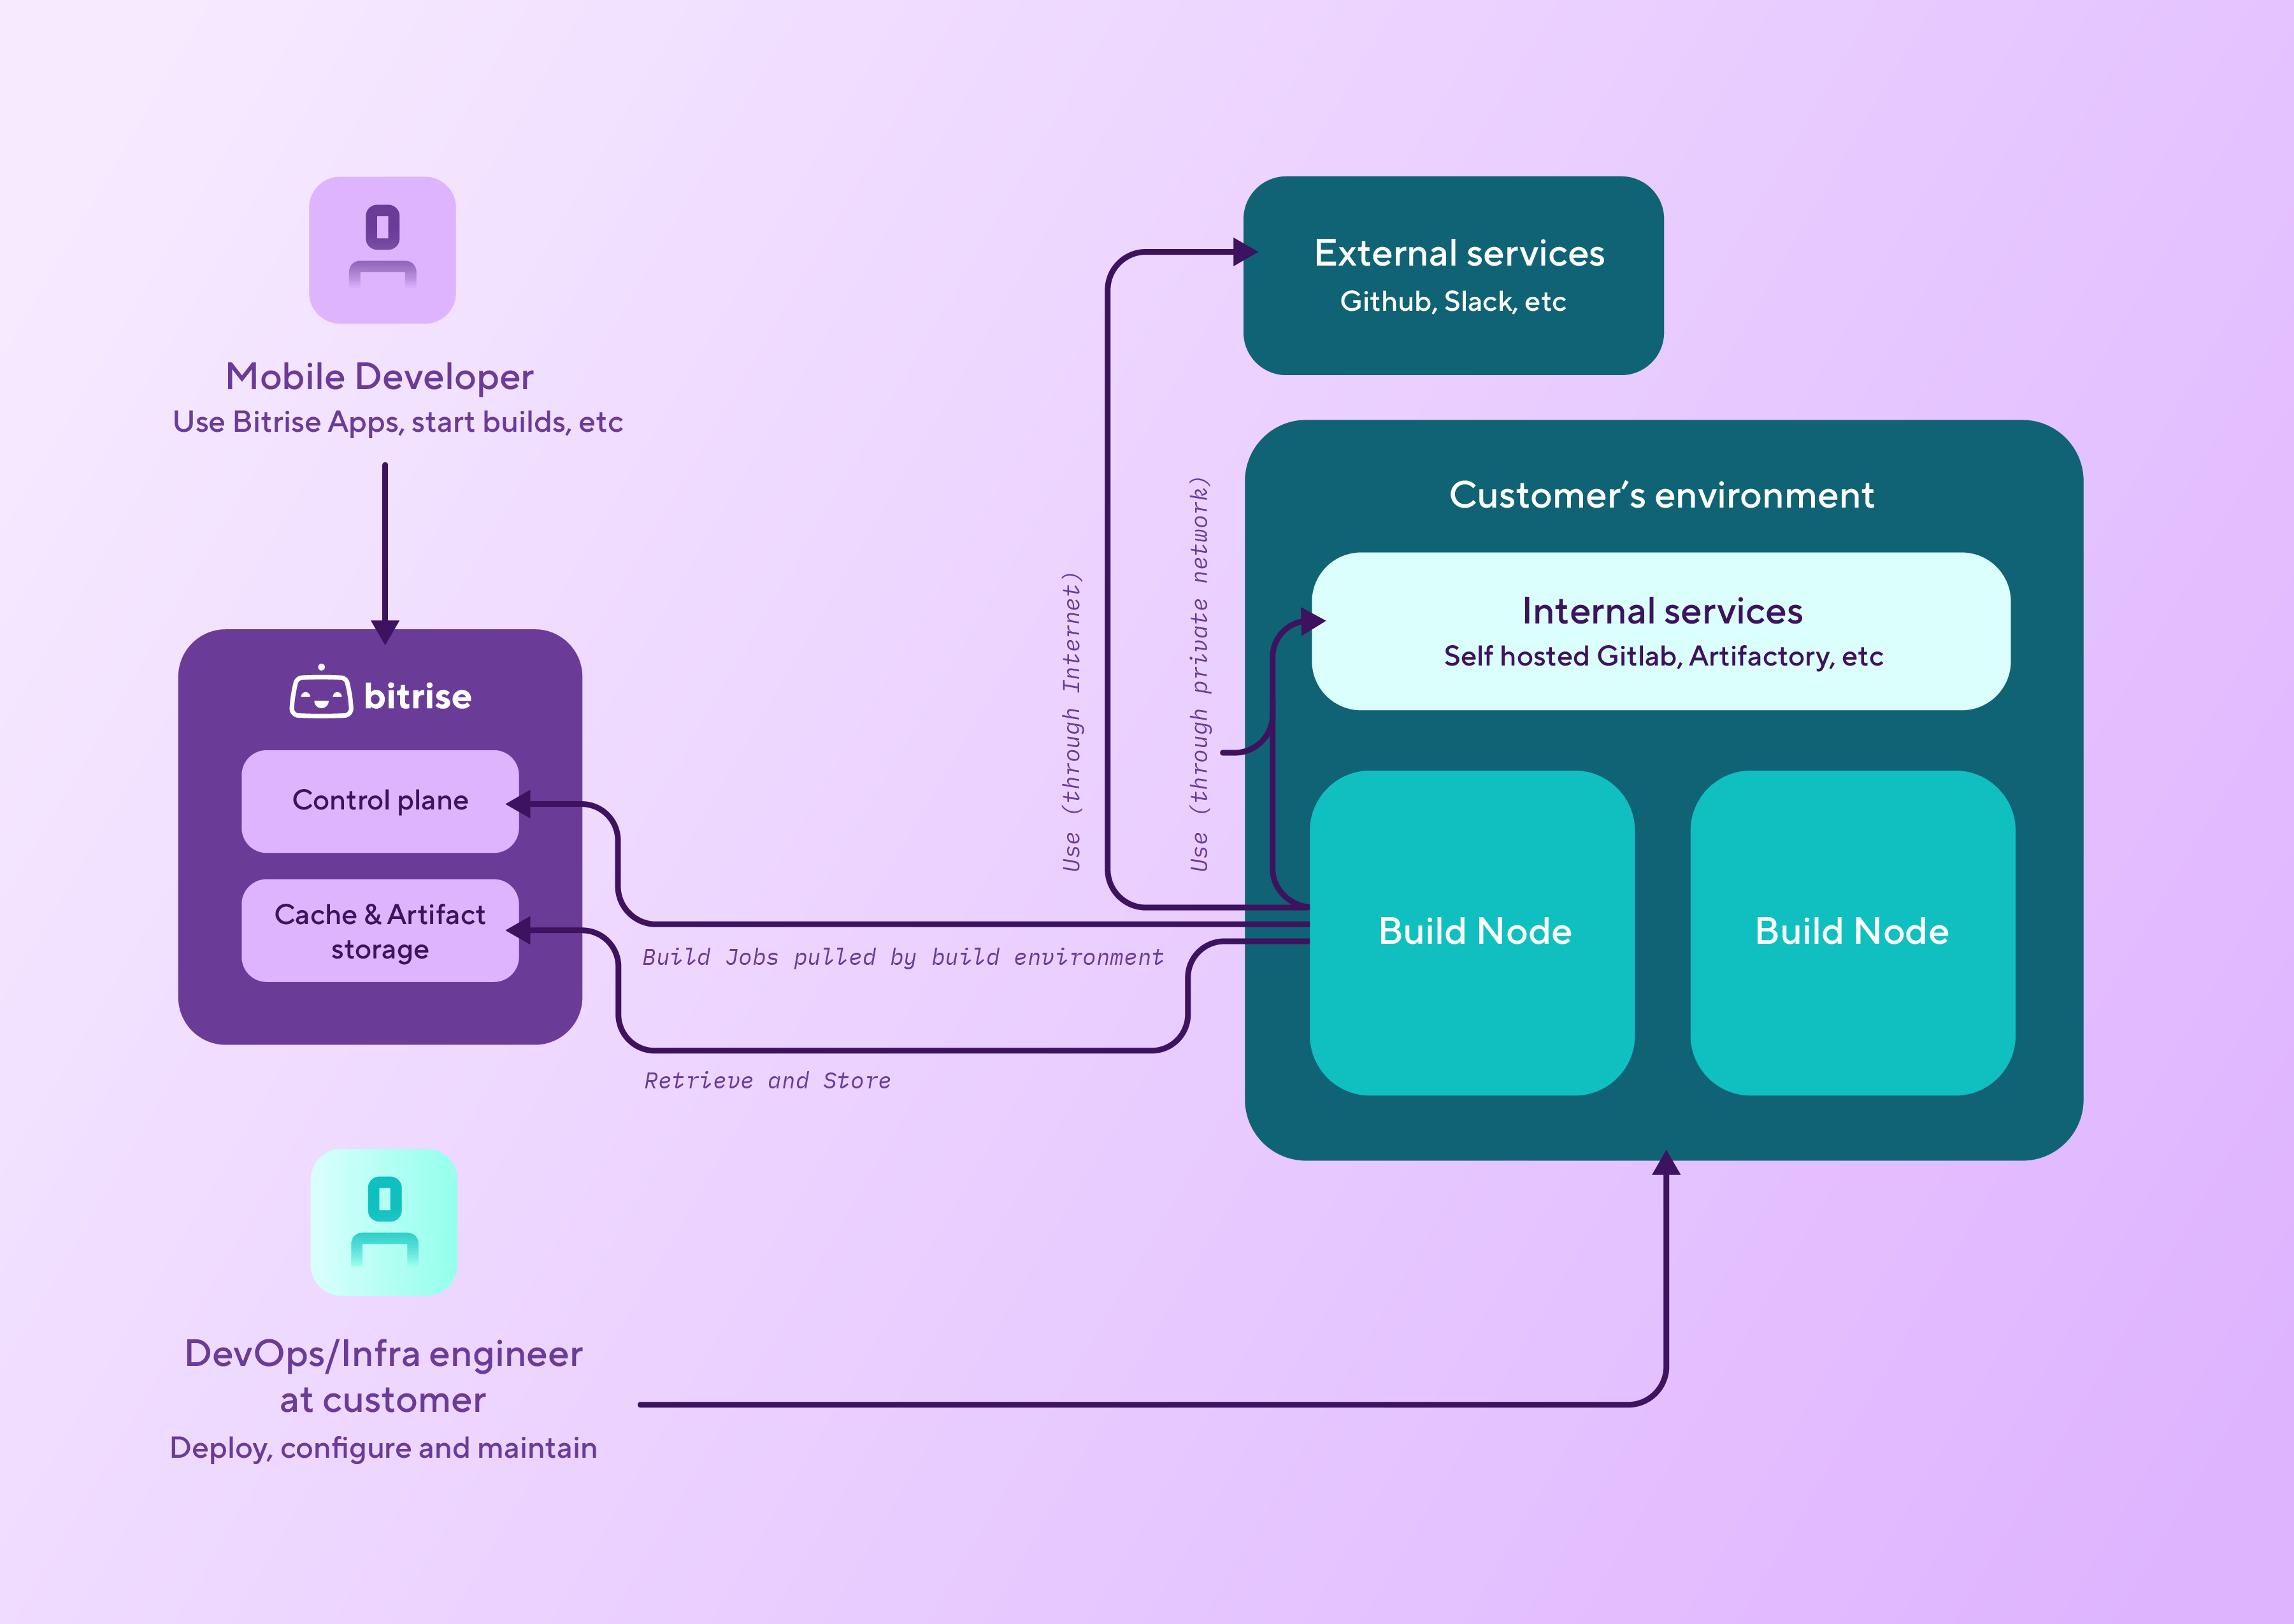 Mobile Developer
Use Bitrise Apps, start builds, etc
bitrise
Control plane
Cache & Artifact
storage
DevOps/Infra engineer
at customer
Deploy, configure and maintain
Build Jobs pulled by build environment
Retrieve and Store
Use (through Internet)
Use (through private network)
External services
Github, Slack, etc
Customer’s environment
Internal services
Self hosted Gitlab, Artifactory, etc
Build Node
Build Node